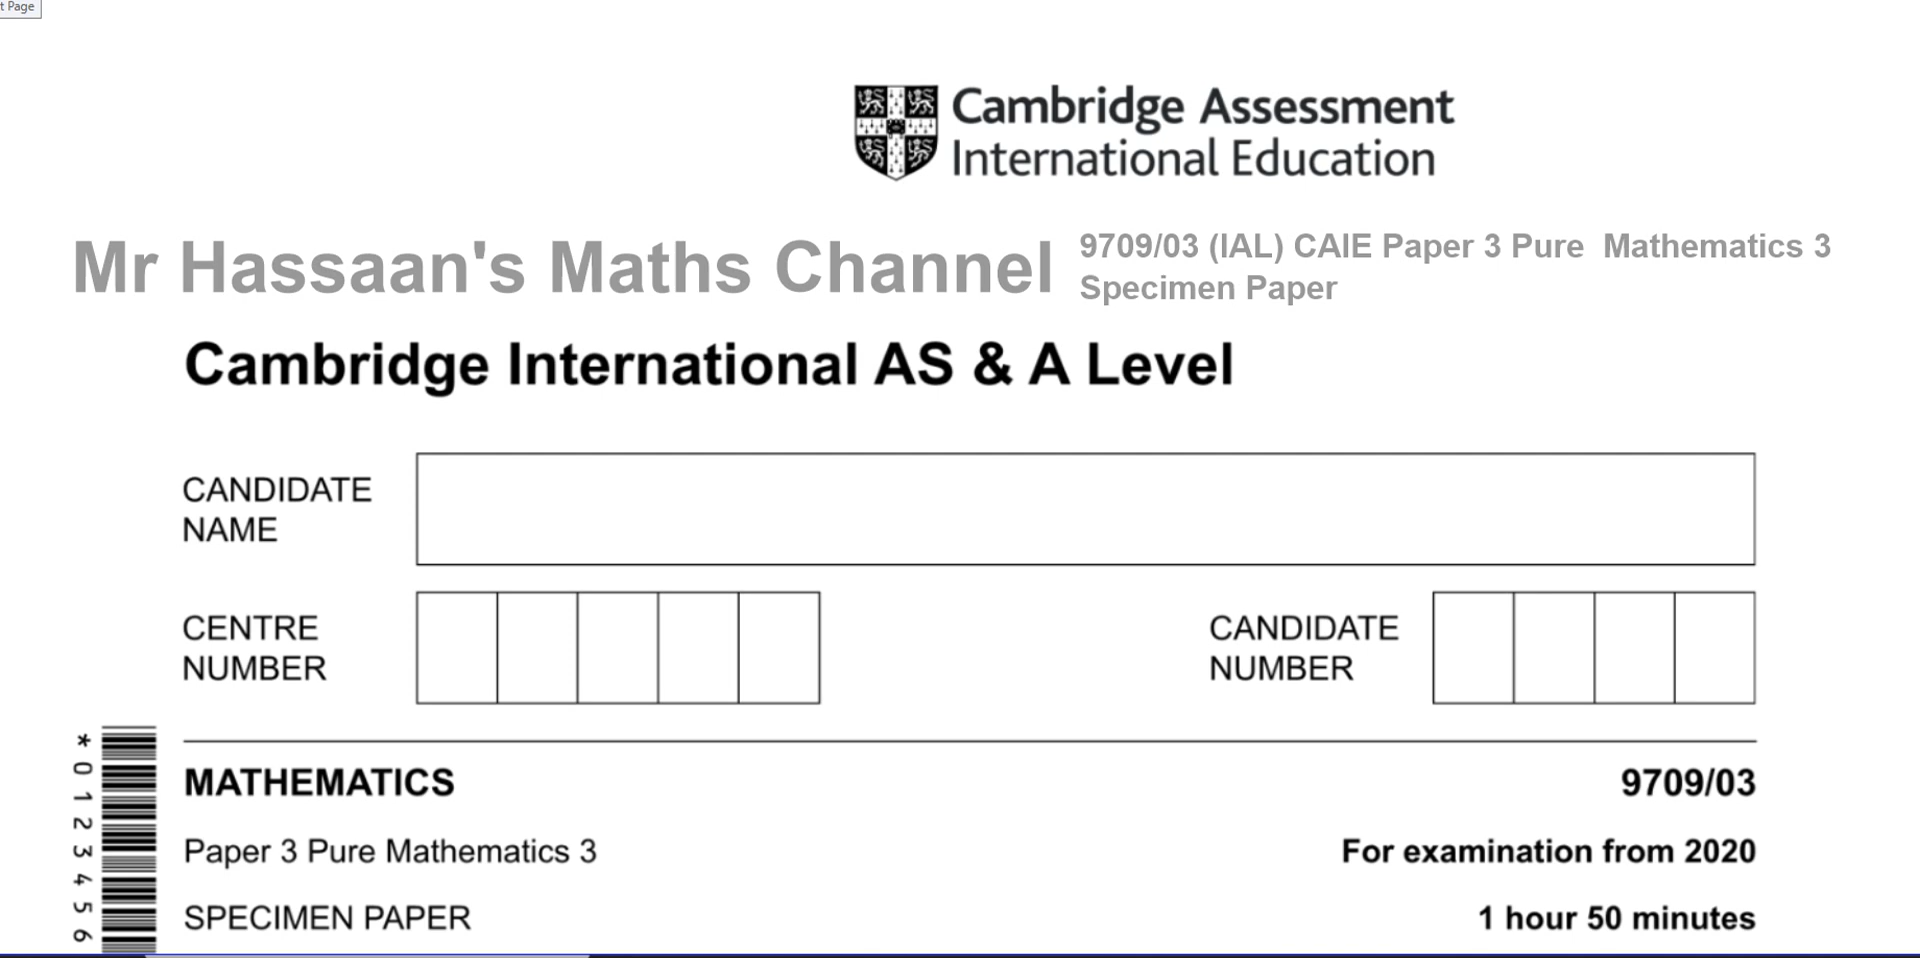 t Page
Cambridge Assessment
International Education
Mr Hassaan's Maths Channel
9709/03 (IAL) CAIE Paper 3 Pure Mathematics 3
Specimen Paper
Cambridge International AS & A Level
CANDIDATE
NAME
CENTRE
NUMBER
CANDIDATE
NUMBER
MATHEMATICS
9709/03
Paper 3 Pure Mathematics 3
For examination from 2020
SPECIMEN PAPER
1 hour 50 minutes
*0123456